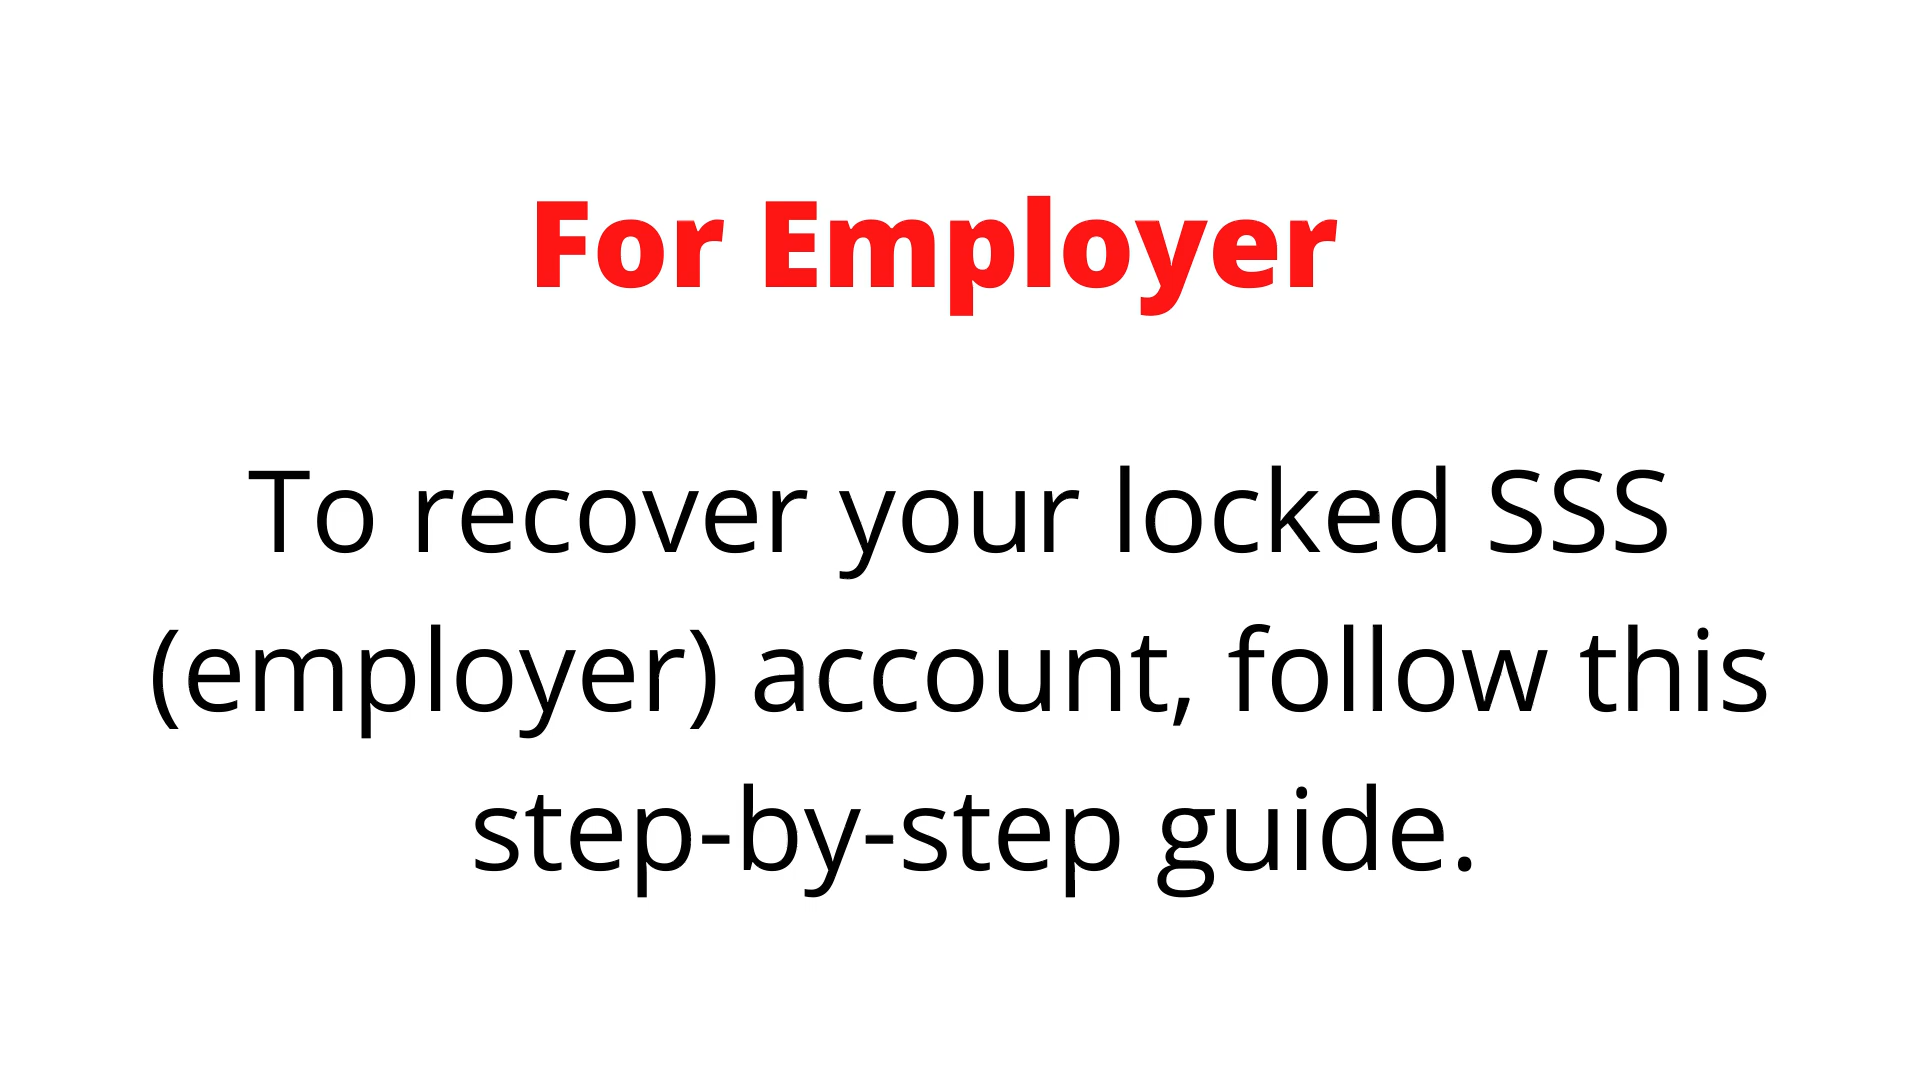 For Employer
To recover your locked SSS
(employer) account, follow this
step-by-step guide.